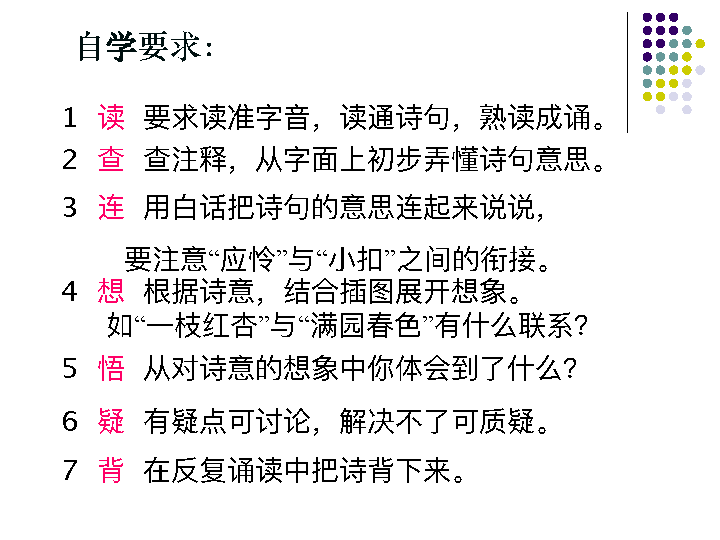 自学要求：
1 读 要求读准字音，读通诗句，熟读成诵。
2 查 查注释，从字面上初步弄懂诗句意思。
3 连 用白话把诗句的意思连起来说说，
要注意“应怜”与“小扣”之间的衔接。
4 想 根据诗意，结合插图展开想象。
如“一枝红杏”与“满园春色”有什么联系？
5 悟 从对诗意的想象中你体会到了什么？
6 疑 有疑点可讨论，解决不了可质疑。
7 背 在反复诵读中把诗背下来。